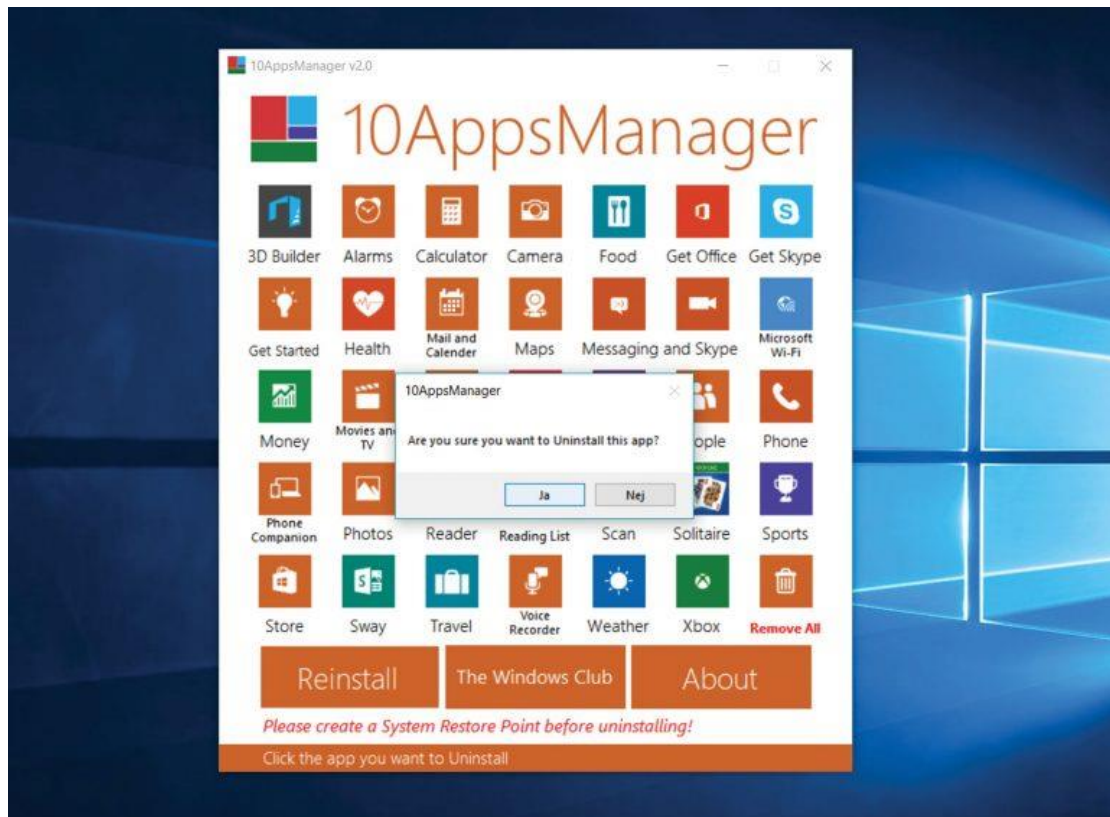 10AppsManager v2.0
10AppsManager
3D Builder Alarms Calculator Camera Food Get Office Get Skype
Get Started Health Mail and Calender Maps Messaging and Skype Microsoft Wi-Fi
10AppsManager
Are you sure you want to Uninstall this app?
Ja Nej
Money Movies an TV ople Phone
Phone Companion Photos Reader Reading List Scan Solitaire Sports
Store Sway Travel Voice Recorder Weather Xbox Remove All
Reinstall The Windows Club About
Please create a System Restore Point before uninstalling!
Click the app you want to Uninstall